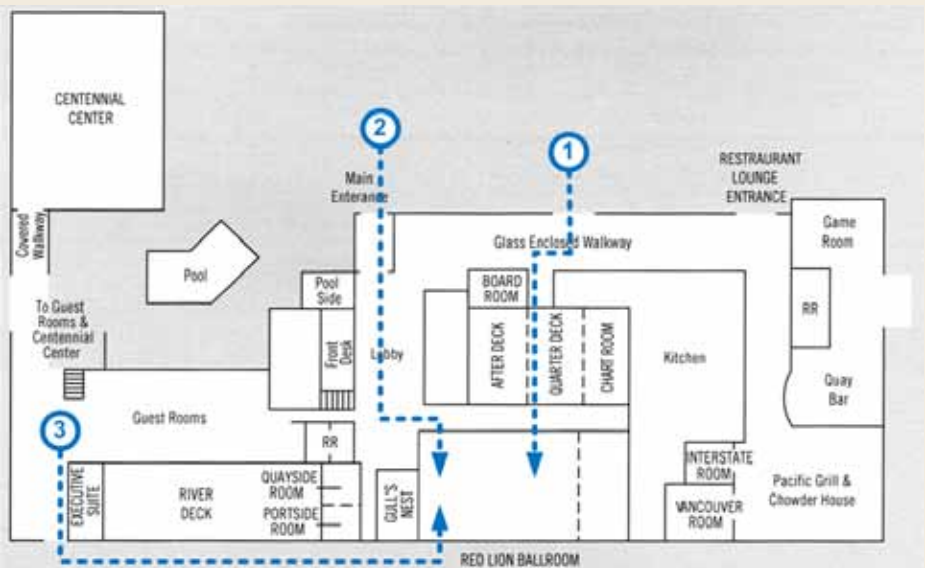 CENTENNIAL
CENTER
2
1
Main
Enterance
RESTRAURANT
LOUNGE
ENTRANCE
Covered
Walkway
Glass Enclosed Walkway
Game
Room
Pool
Pool
Side
BOARD
ROOM
RR
To Guest
Rooms &
Centennial
Center
Front
Desk
Lobby
AFTER DECK
QUARTER DECK
CHART ROOM
Kitchen
Quay
Bar
Guest Rooms
3
RR
EXECUTIVE
SUITE
RIVER
DECK
QUAYSIDE
ROOM
PORTSIDE
ROOM
GULL'S
NEST
INTERSTATE
ROOM
VANCOUVER
ROOM
Pacific Grill &
Chowder House
RED LION BALLROOM